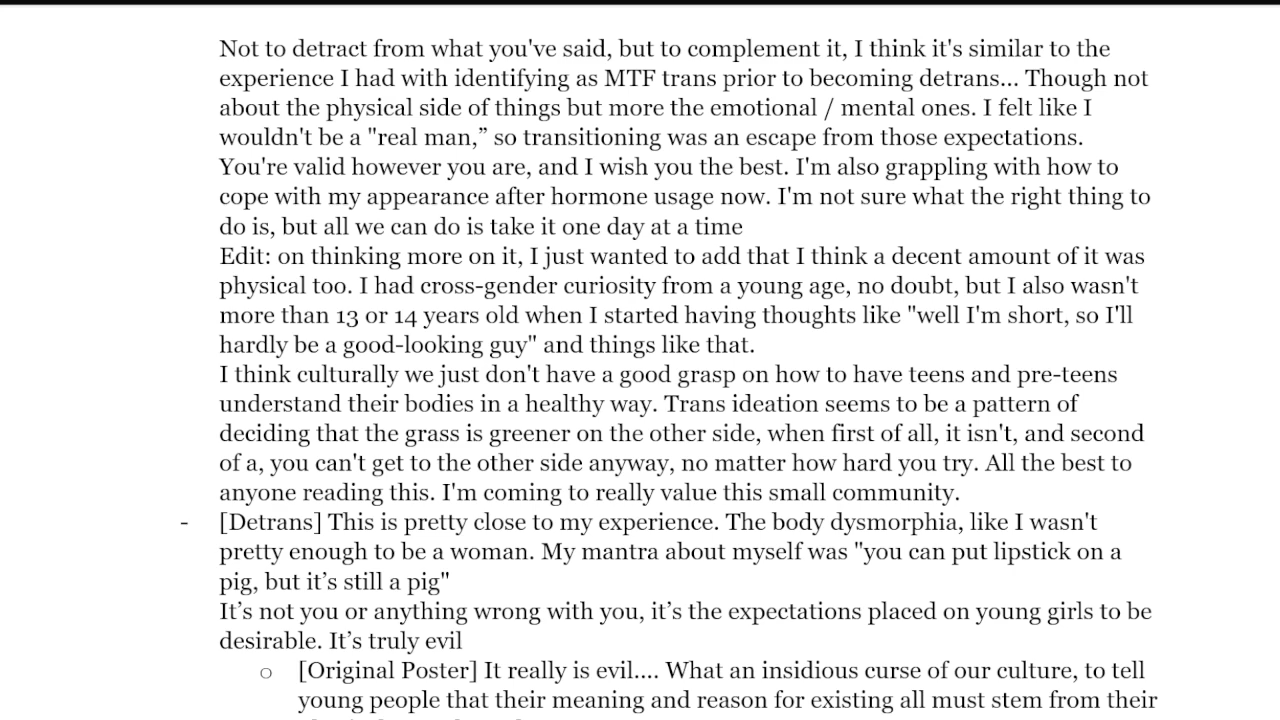 Not to detract from what you've said, but to complement it, I think it's similar to the
experience I had with identifying as MTF trans prior to becoming detrans... Though not
about the physical side of things but more the emotional / mental ones. I felt like I
wouldn't be a "real man,” so transitioning was an escape from those expectations.
You're valid however you are, and I wish you the best. I'm also grappling with how to
cope with my appearance after hormone usage now. I'm not sure what the right thing to
do is, but all we can do is take it one day at a time
Edit: on thinking more on it, I just wanted to add that I think a decent amount of it was
physical too. I had cross-gender curiosity from a young age, no doubt, but I also wasn't
more than 13 or 14 years old when I started having thoughts like "well I'm short, so I'll
hardly be a good-looking guy" and things like that.
I think culturally we just don't have a good grasp on how to have teens and pre-teens
understand their bodies in a healthy way. Trans ideation seems to be a pattern of
deciding that the grass is greener on the other side, when first of all, it isn't, and second
of a, you can't get to the other side anyway, no matter how hard you try. All the best to
anyone reading this. I'm coming to really value this small community.
- [Detrans] This is pretty close to my experience. The body dysmorphia, like I wasn't
pretty enough to be a woman. My mantra about myself was "you can put lipstick on a
pig, but it’s still a pig"
It’s not you or anything wrong with you, it’s the expectations placed on young girls to be
desirable. It’s truly evil
○ [Original Poster] It really is evil.... What an insidious curse of our culture, to tell
young people that their meaning and reason for existing all must stem from their